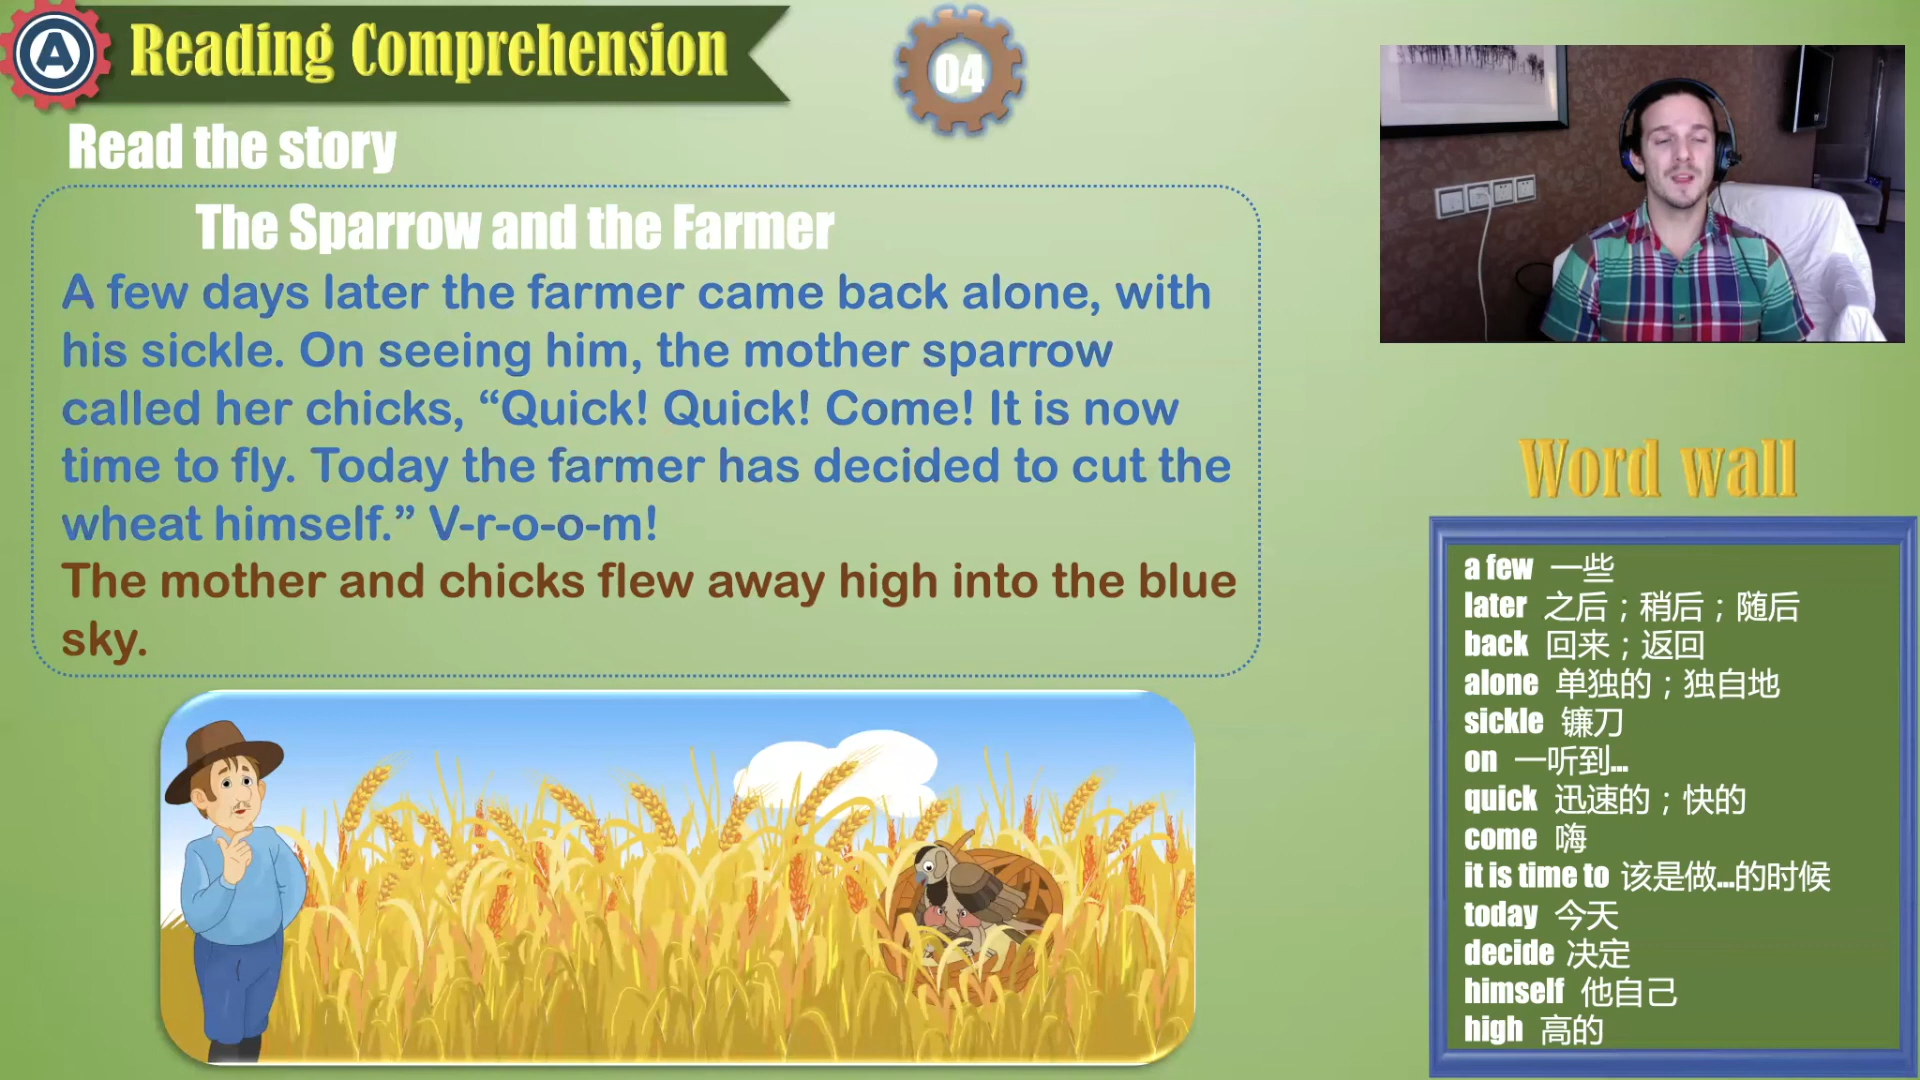 A
Reading Comprehension
04
Read the story
The Sparrow and the Farmer
A few days later the farmer came back alone, with
his sickle. On seeing him, the mother sparrow
called her chicks, “Quick! Quick! Come! It is now
time to fly. Today the farmer has decided to cut the
wheat himself.” V-r-o-o-m!
The mother and chicks flew away high into the blue
sky.
Word wall
a few 一些
later 之后；稍后；随后
back 回来；返回
alone 单独的；独自地
sickle 镰刀
on 一听到...
quick 迅速的；快的
come 嗨
it is time to 该是做...的时候
today 今天
decide 决定
himself 他自己
high 高的